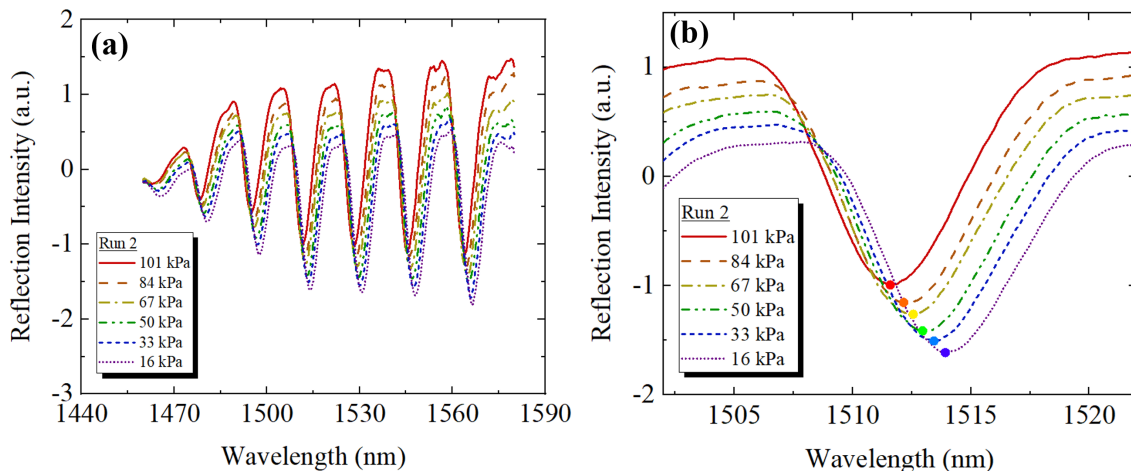 (a)
Reflection Intensity (a.u.)
2
1
0
-1
-2
-3
1440
1470
1500
1530
1560
1590
Wavelength (nm)
Run 2
101 kPa
84 kPa
67 kPa
50 kPa
33 kPa
16 kPa
(b)
Reflection Intensity (a.u.)
1
0
-1
-2
1505
1510
1515
1520
Wavelength (nm)
Run 2
101 kPa
84 kPa
67 kPa
50 kPa
33 kPa
16 kPa